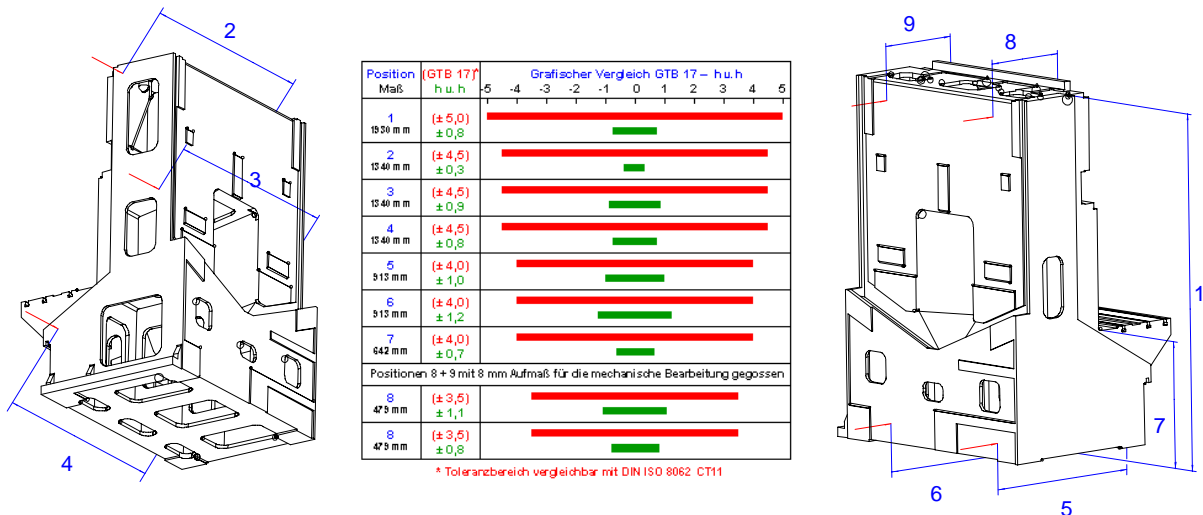 2
3
4
Position (GTB 17)* Grafischer Vergleich GTB 17 – h u. h
Maß h u. h -5 -4 -3 -2 -1 0 1 2 3 4 5
1 (± 5,0)
1930 mm ± 0,8
2 (± 4,5)
1340 mm ± 0,3
3 (± 4,5)
1340 mm ± 0,9
4 (± 4,5)
1340 mm ± 0,8
5 (± 4,0)
913 mm ± 1,0
6 (± 4,0)
913 mm ± 1,2
7 (± 4,0)
642 mm ± 0,7
Positionen 8 + 9 mit 8 mm Aufmaß für die mechanische Bearbeitung gegossen
8 (± 3,5)
479 mm ± 1,1
8 (± 3,5)
479 mm ± 0,8
* Toleranzbereich vergleichbar mit DIN ISO 8062 CT11
9
8
1
7
6
5